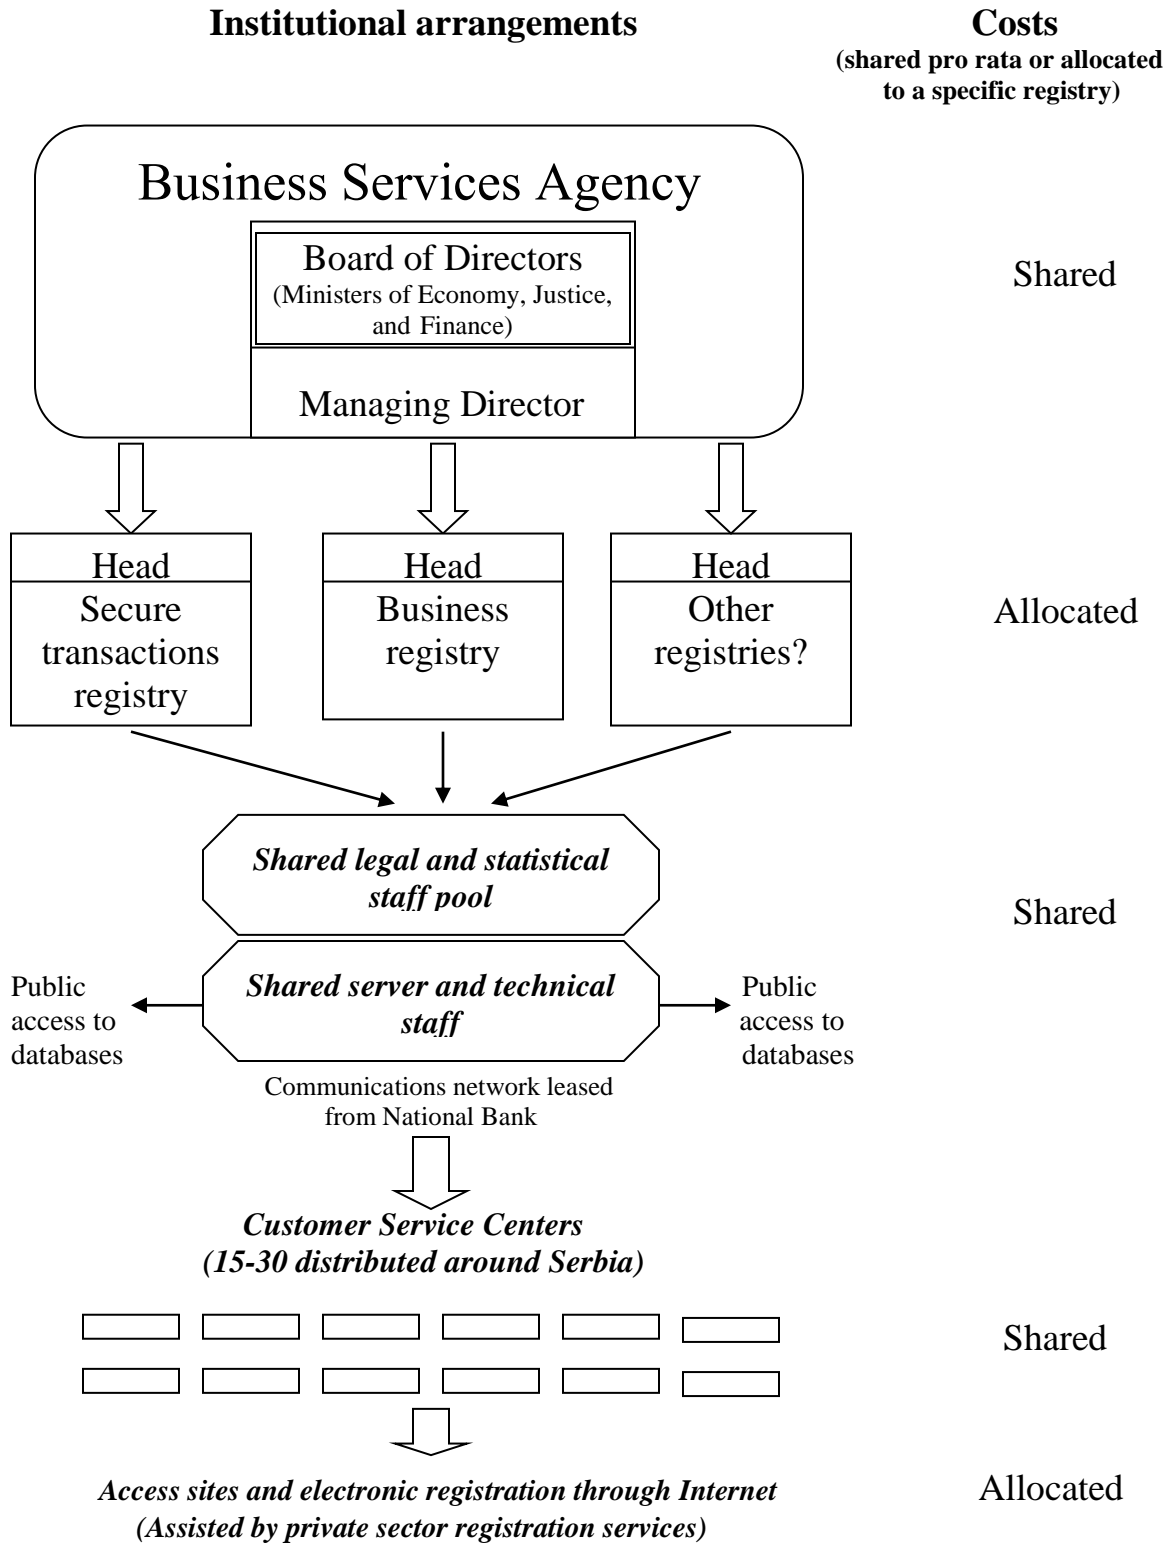 Institutional arrangements
Costs
(shared pro rata or allocated
to a specific registry)
Business Services Agency
Board of Directors
(Ministers of Economy, Justice,
and Finance)
Shared
Managing Director
Head
Secure
transactions
registry
Head
Business
registry
Head
Other
registries?
Allocated
Shared legal and statistical
staff pool
Shared
Public
access to
databases
Shared server and technical
staff
Public
access to
databases
Communications network leased
from National Bank
Customer Service Centers
(15-30 distributed around Serbia)
Shared
Access sites and electronic registration through Internet
(Assisted by private sector registration services)
Allocated